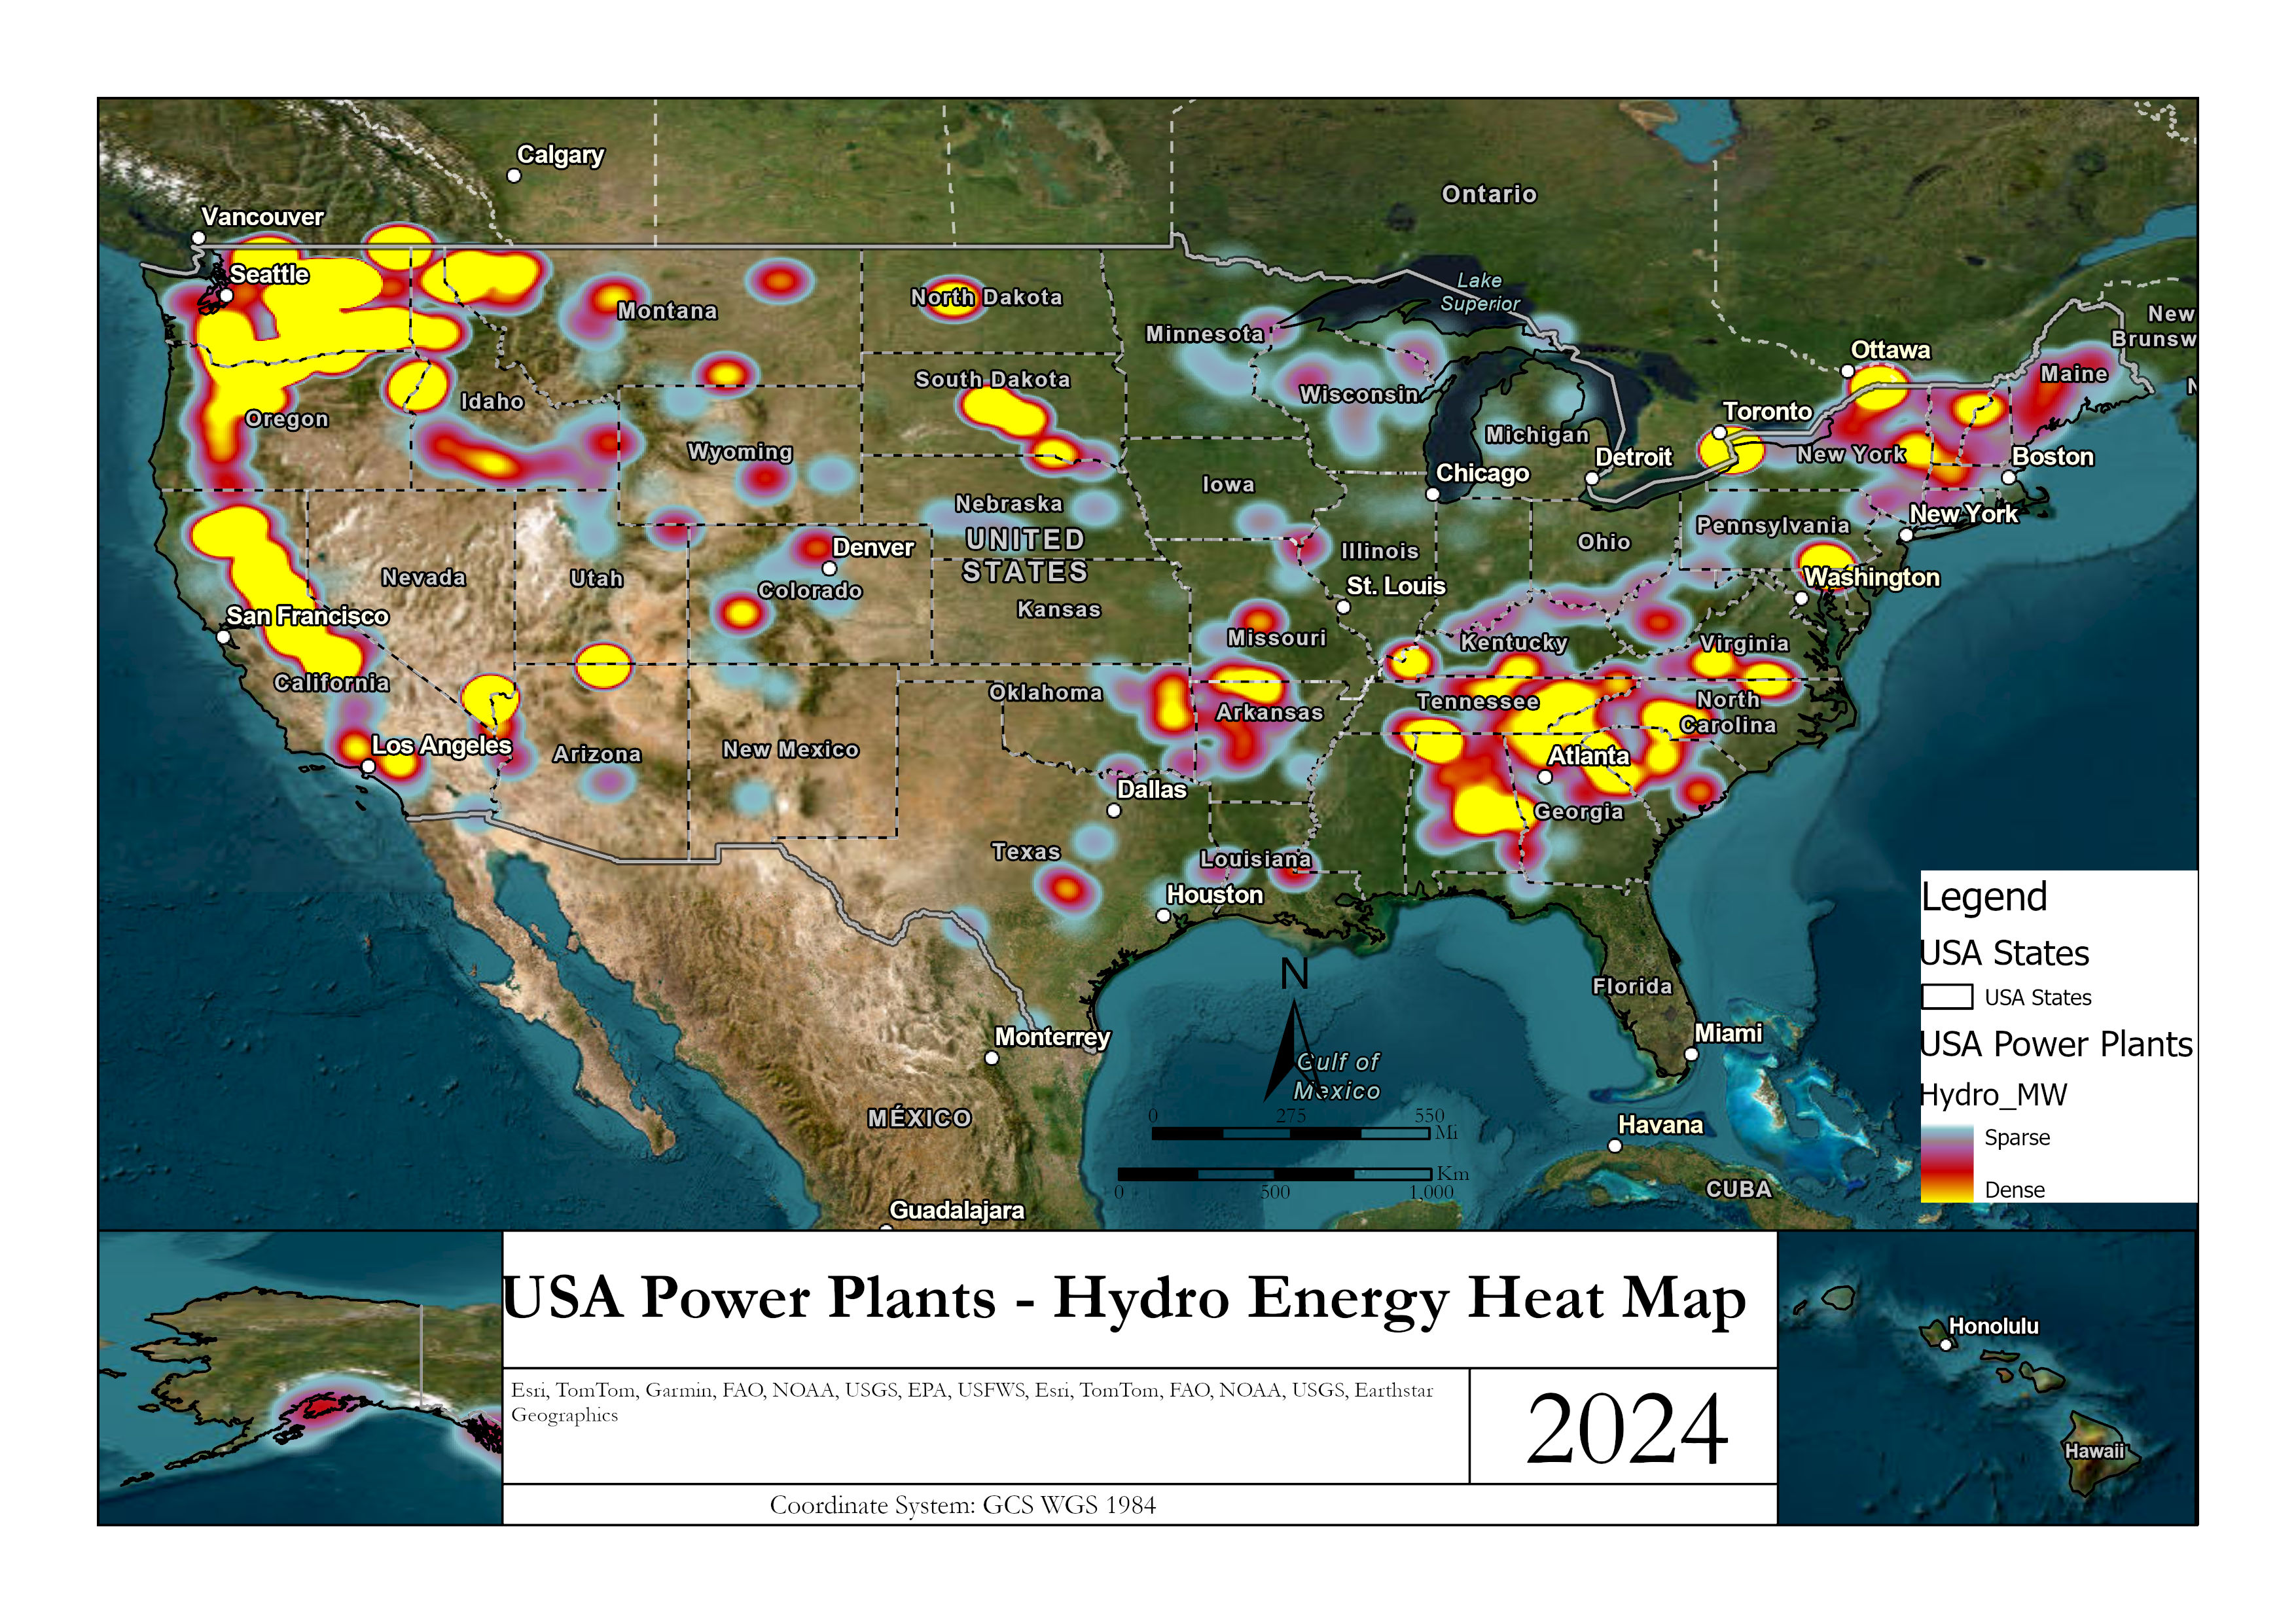 Calgary
Ontario
Vancouver
Seattle
Lake
Superior
North Dakota
Montana
Minnesota
New
Brunsw
Ottawa
Maine
South Dakota
Wisconsin
Idaho
Oregon
Toronto
Michigan
Wyoming
New York
Detroit
Boston
Chicago
Iowa
Nebraska
New York
Pennsylvania
UNITED
STATES
Denver
Illinois
Ohio
Nevada
Utah
Colorado
St. Louis
Washington
Kansas
San Francisco
Missouri
Kentucky
Virginia
California
Oklahoma
Tennessee
North
Carolina
Arkansas
Los Angeles
Arizona
New Mexico
Atlanta
Dallas
Georgia
Texas
Louisiana
Houston
N
Florida
Monterrey
Miami
Gulf of
Mexico
MÉXICO
Havana
CUBA
Guadalajara
0 275 550
Mi
Km
0 500 1,000
Legend
USA States
USA States
USA Power Plants
Hydro_MW
Sparse
Dense
USA Power Plants - Hydro Energy Heat Map
Esri, TomTom, Garmin, FAO, NOAA, USGS, EPA, USFWS, Esri, TomTom, FAO, NOAA, USGS, Earthstar
Geographics
2024
Coordinate System: GCS WGS 1984
Honolulu
Hawaii